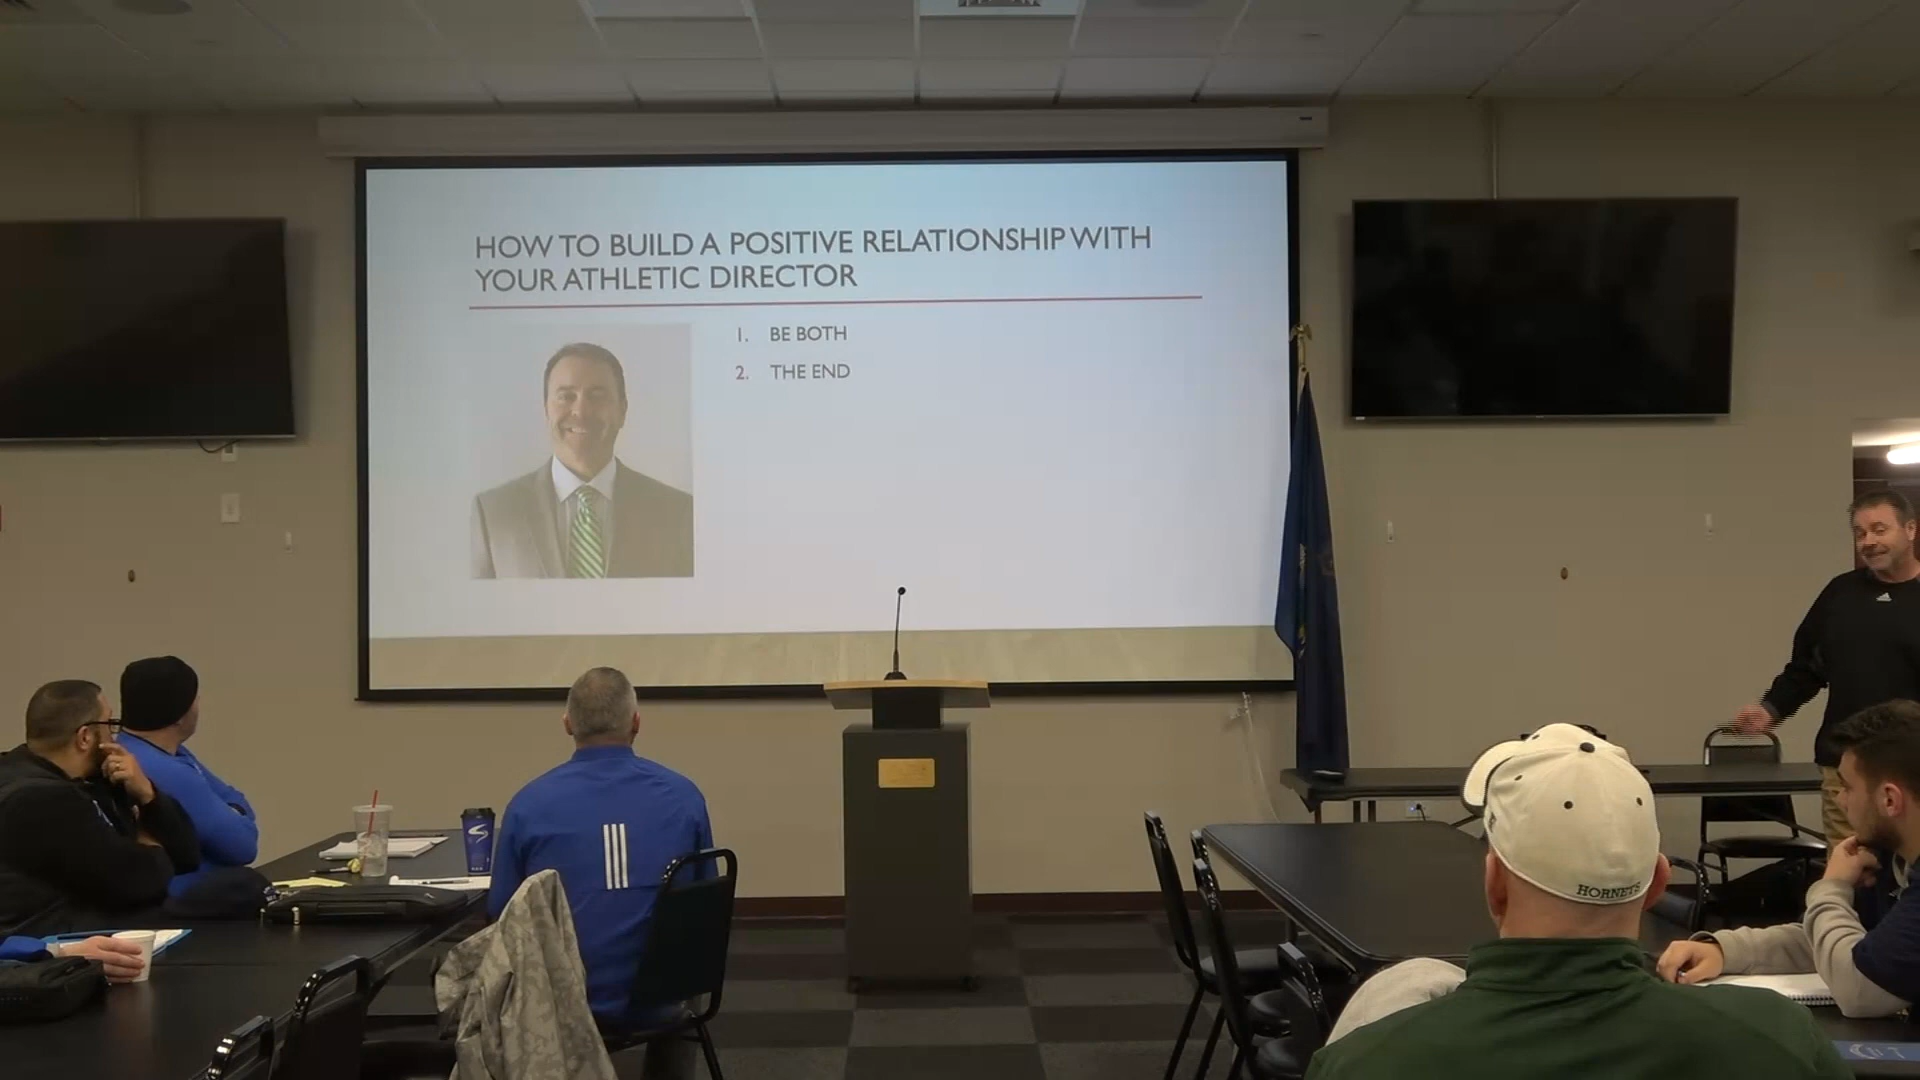 HOW TO BUILD A POSITIVE RELATIONSHIP WITH
YOUR ATHLETIC DIRECTOR
1. BE BOTH
2. THE END
HORNETS